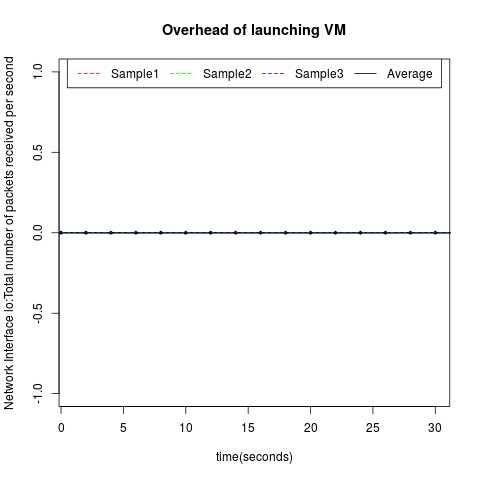 Overhead of launching VM
Sample1 Sample2 Sample3 Average
Network Interface lo:Total number of packets received per second
1.0
0.5
0.0
-0.5
-1.0
0 5 10 15 20 25 30
time(seconds)